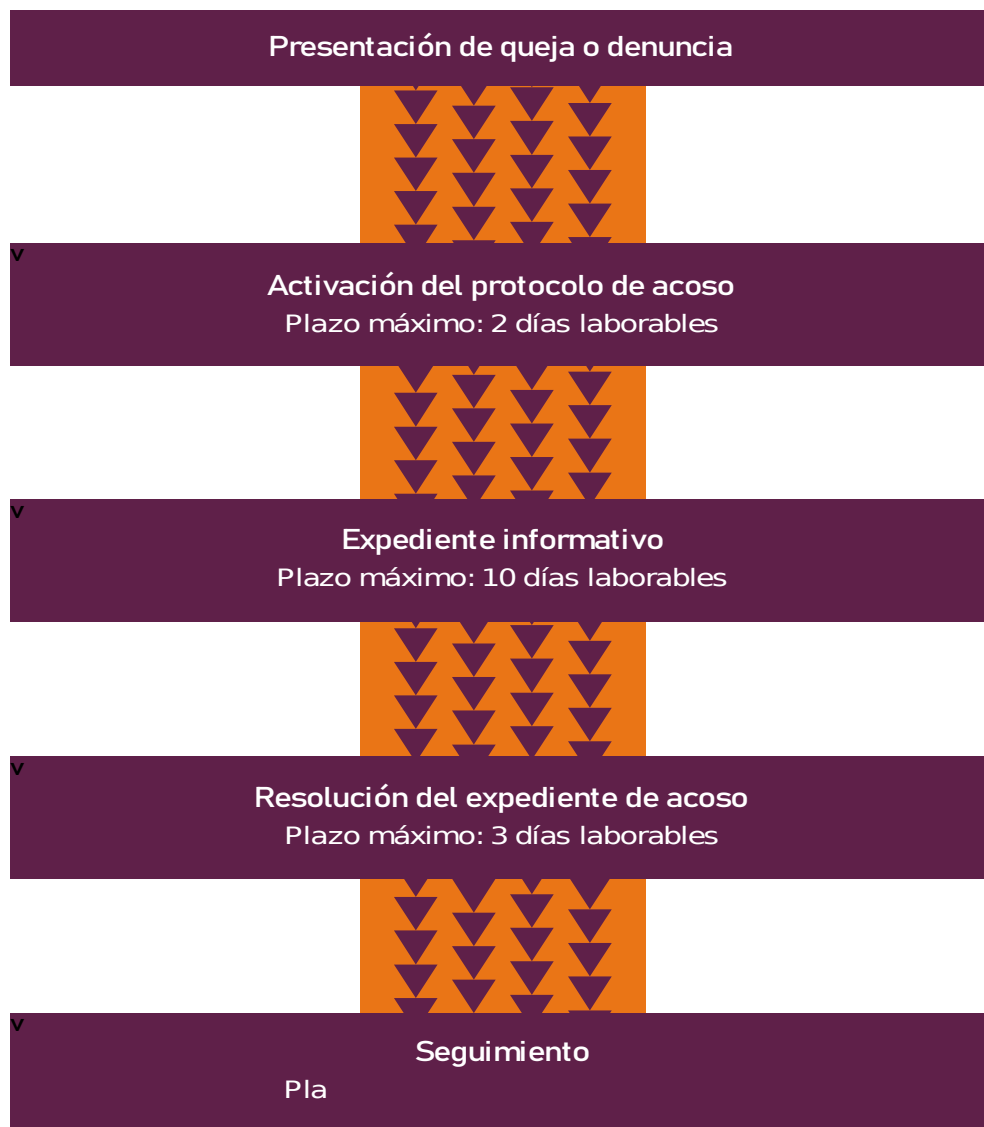 Presentación de queja o denuncia
v
Activación del protocolo de acoso
Plazo máximo: 2 días laborables
v
Expediente informativo
Plazo máximo: 10 días laborables
v
Resolución del expediente de acoso
Plazo máximo: 3 días laborables
v
Seguimiento
Pla